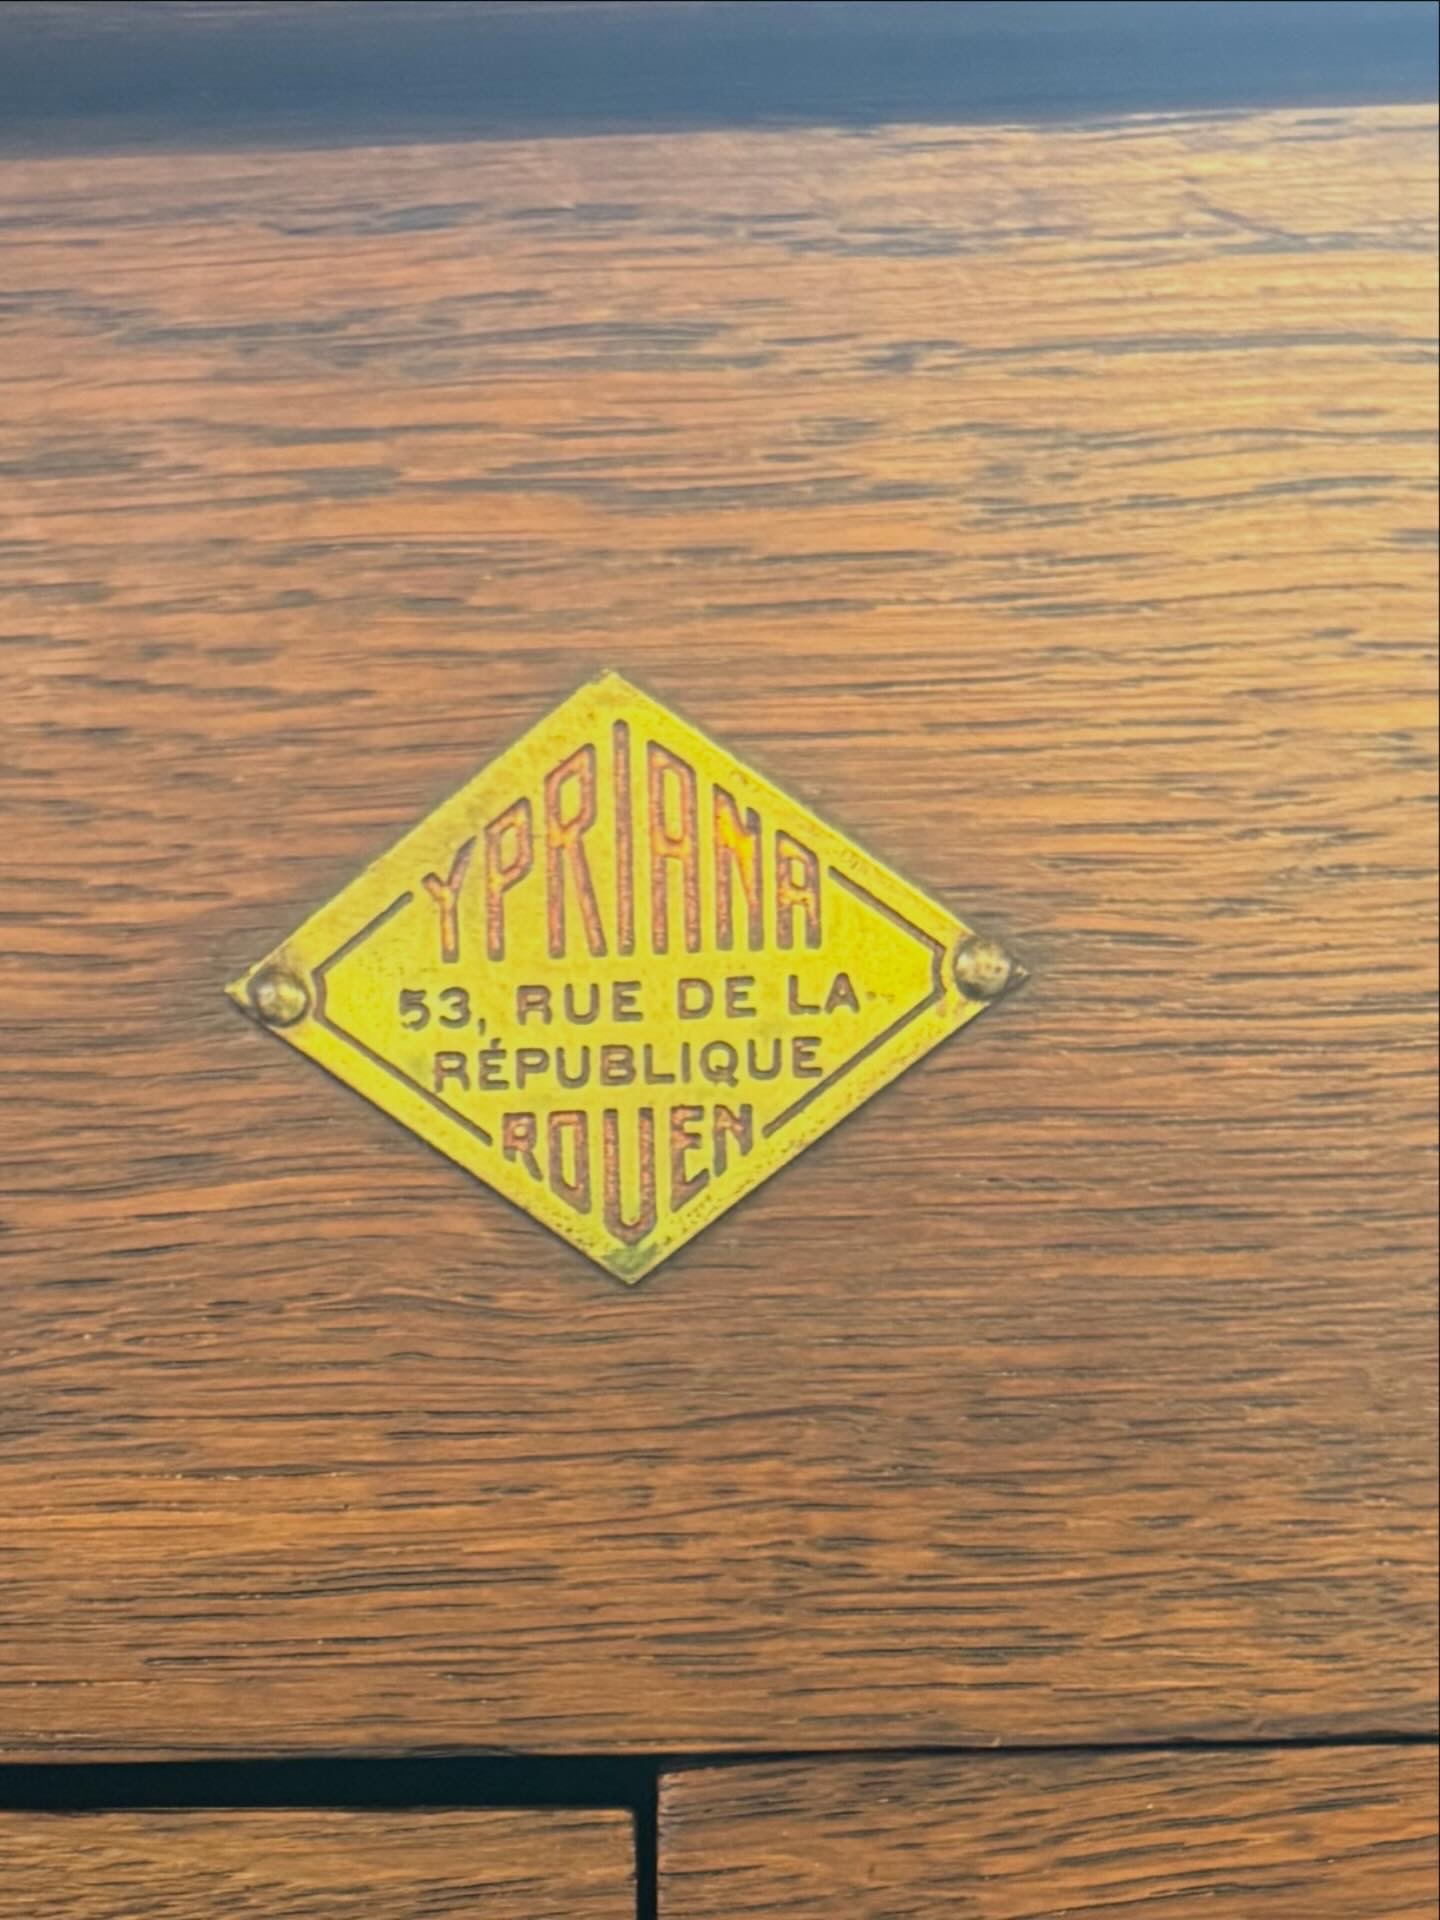 YPRIANA
53, RUE DE LA
RÉPUBLIQUE
ROUEN